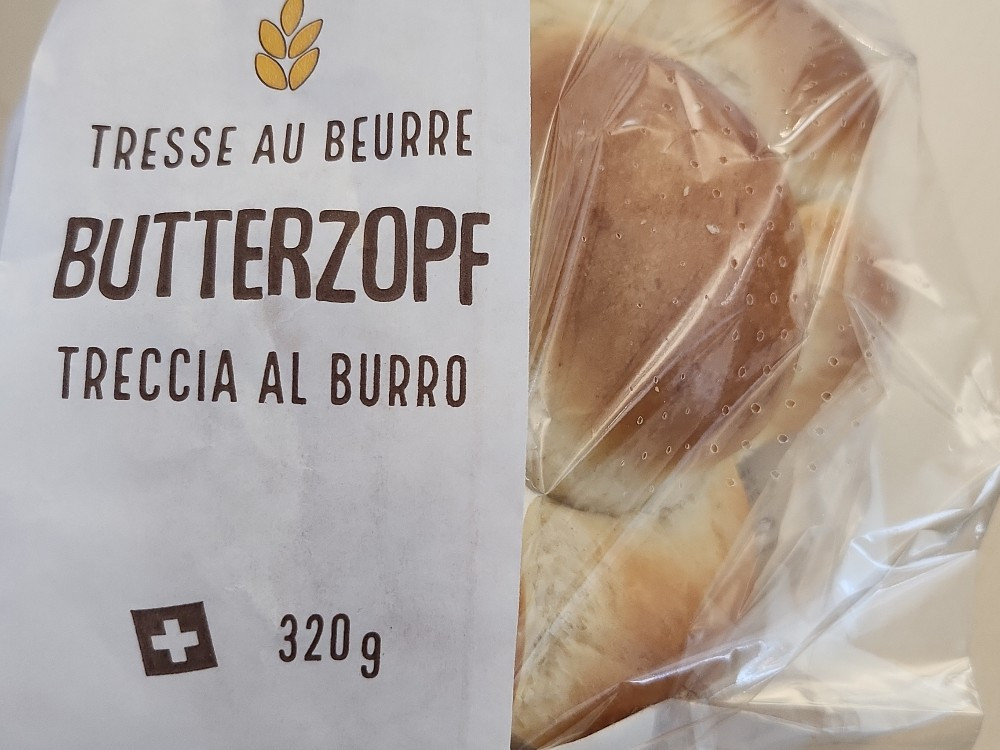 TRESSE AU BEURRE
BUTTERZOPF
TRECCIA AL BURRO
320g